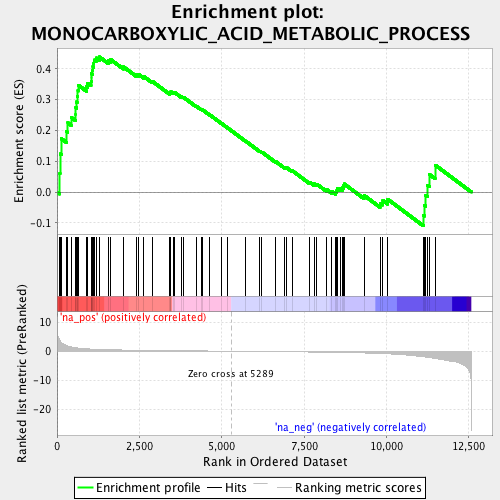 Enrichment plot:
MONOCARBOXYLIC_ACID_METABOLIC_PROCESS
Enrichment score (ES)
0.4
0.3
0.2
0.1
0.0
-0.1
'na_pos' (positively correlated)
Ranked list metric (PreRanked)
10
5
0
-5
-10
-15
-20
Zero cross at 5289
'na_neg' (negatively correlated)
0
2,500
5,000
7,500
10,000
12,500
Rank in Ordered Dataset
Enrichment profile
Hits
Ranking metric scores